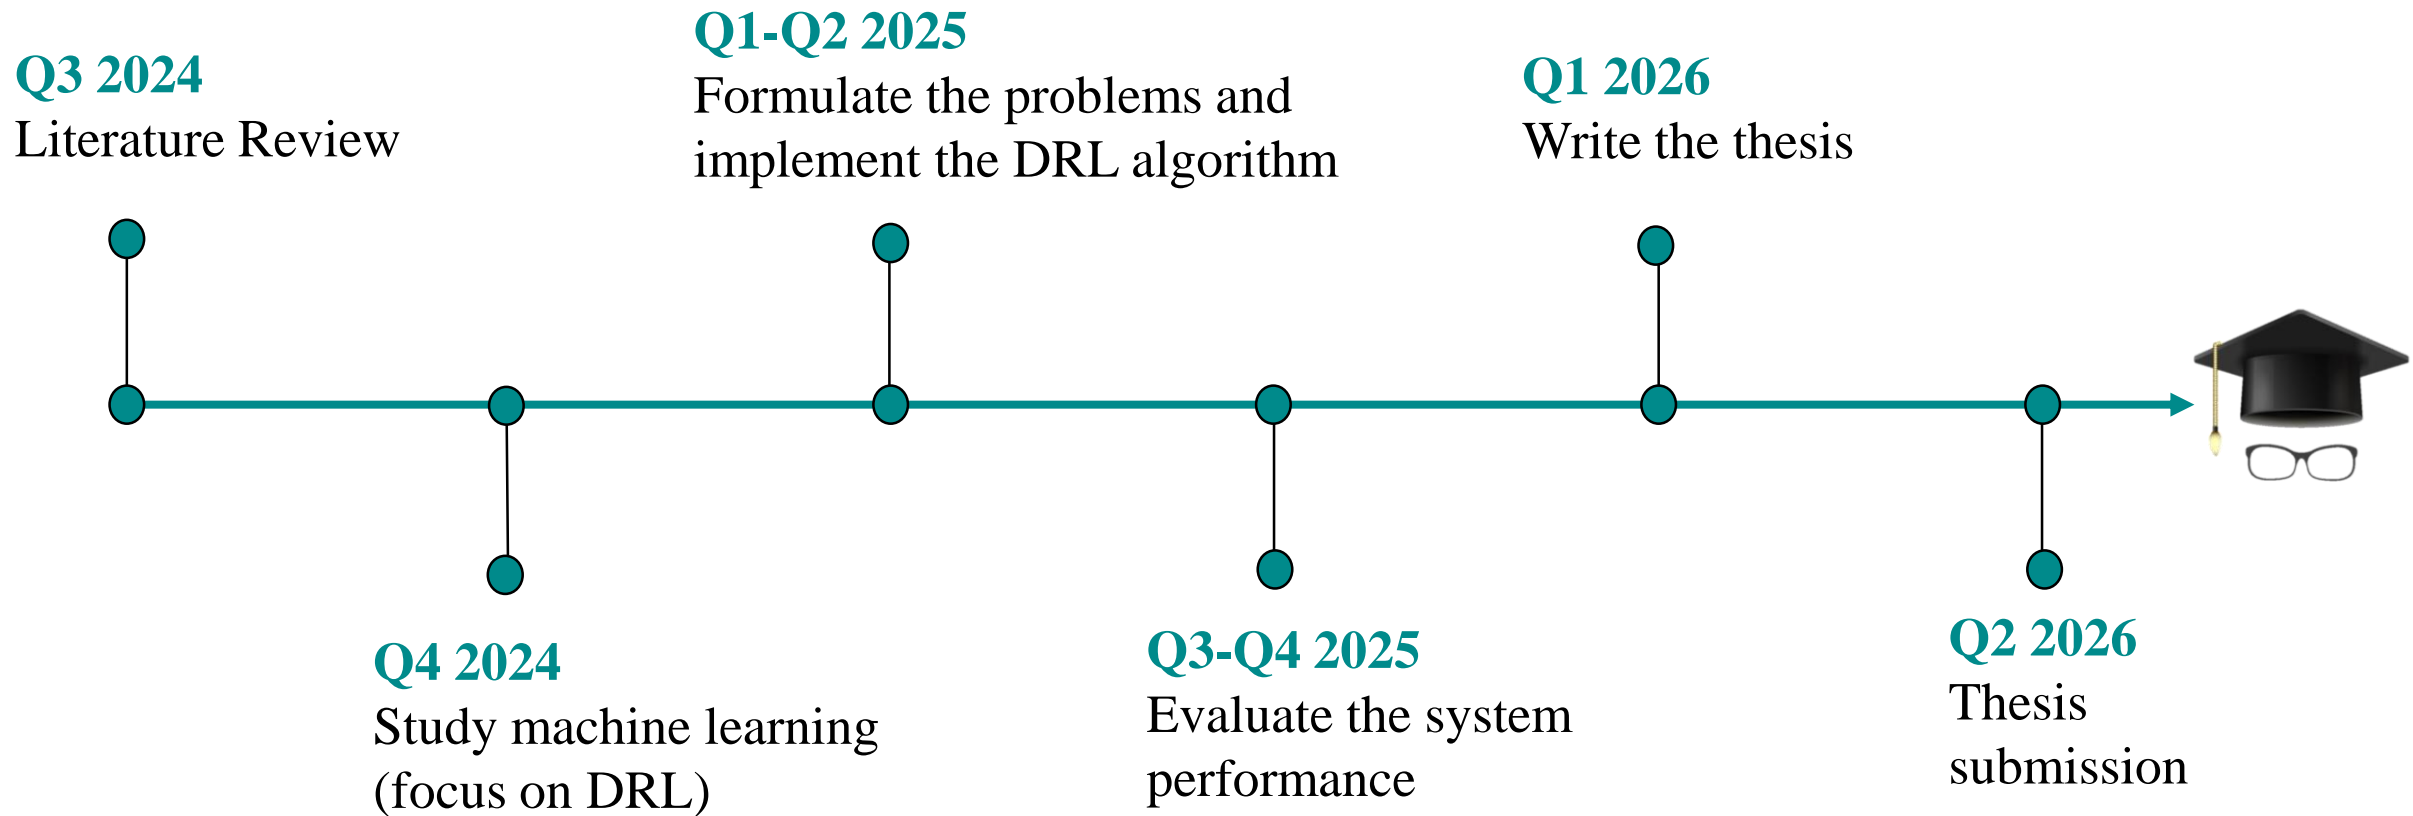 Q3 2024
Literature Review
Q4 2024
Study machine learning
(focus on DRL)
Q1-Q2 2025
Formulate the problems and
implement the DRL algorithm
Q3-Q4 2025
Evaluate the system
performance
Q1 2026
Write the thesis
Q2 2026
Thesis
submission